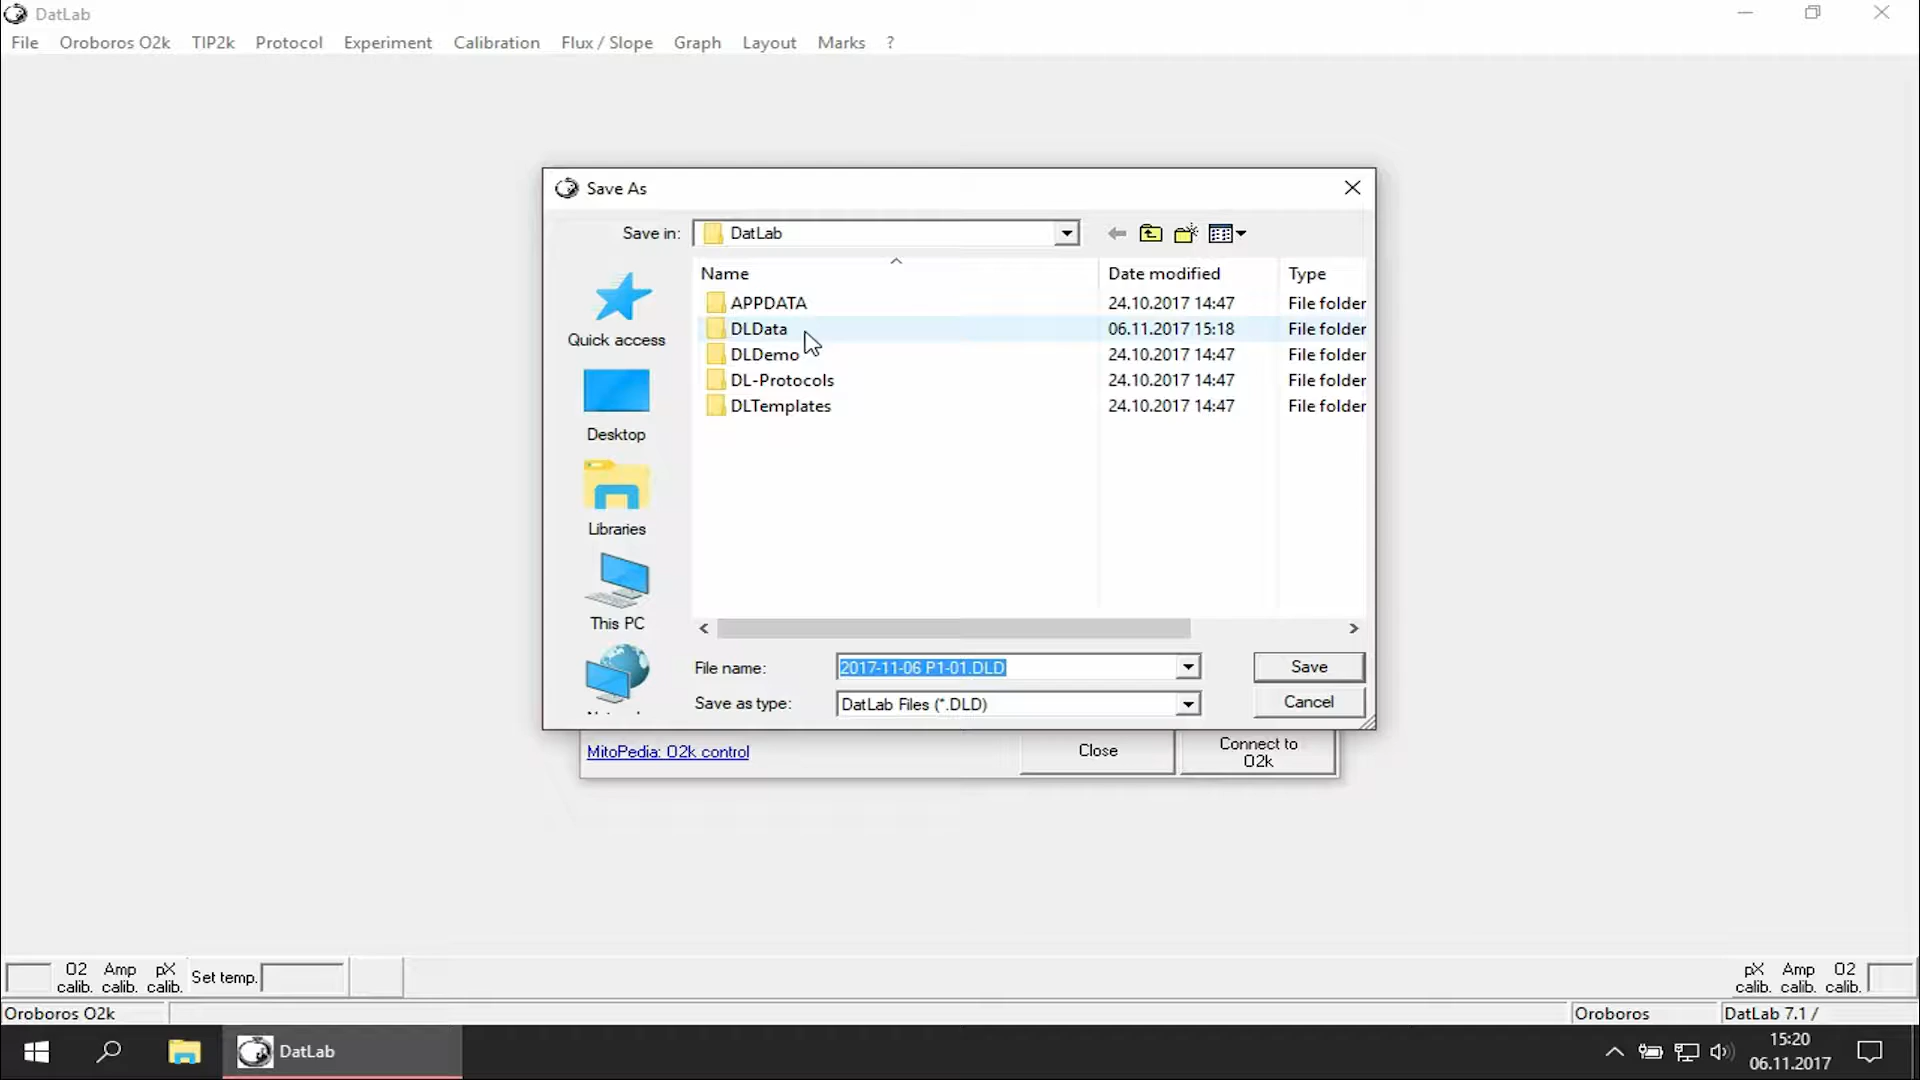 DatLab
File Oroboros O2k TIP2k Protocol Experiment Calibration Flux / Slope Graph Layout Marks ?
Save As
Save in: DatLab
Name Date modified Type
APPDATA 24.10.2017 14:47 File folder
DLData 06.11.2017 15:18 File folder
DLDemo 24.10.2017 14:47 File folder
DL-Protocols 24.10.2017 14:47 File folder
DLTemplates 24.10.2017 14:47 File folder
Quick access
Desktop
Libraries
This PC
File name: 2017-11-06 P1-01.DLD Save
Save as type: DatLab Files (*.DLD) Cancel
MitoPedia: O2k control Close Connect to O2k
O2 calib. Amp calib. pX calib. Set temp. pX calib. Amp calib. O2 calib.
Oroboros O2k Oroboros DatLab 7.1 /
DatLab 15:20
06.11.2017